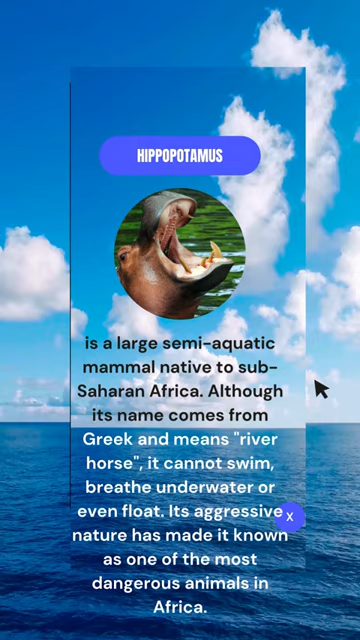 HIPPOPOTAMUS
is a large semi-aquatic
mammal native to sub-
Saharan Africa. Although
its name comes from
Greek and means "river
horse", it cannot swim,
breathe underwater or
even float. Its aggressive
X
nature has made it known
as one of the most
dangerous animals in
Africa.